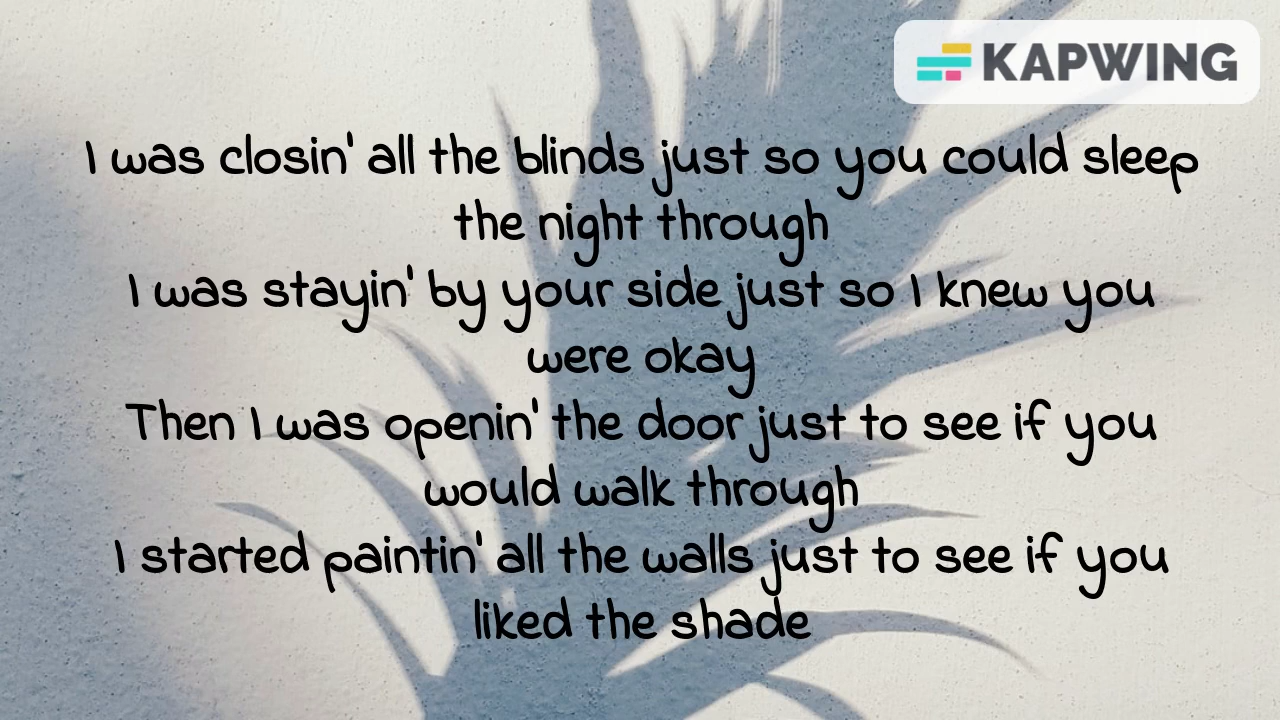 KAPWING
I was closin' all the blinds just so you could sleep
the night through
I was stayin' by your side just so I knew you
were okay
Then I was openin' the door just to see if you
would walk through
I started paintin' all the walls just to see if you
liked the shade